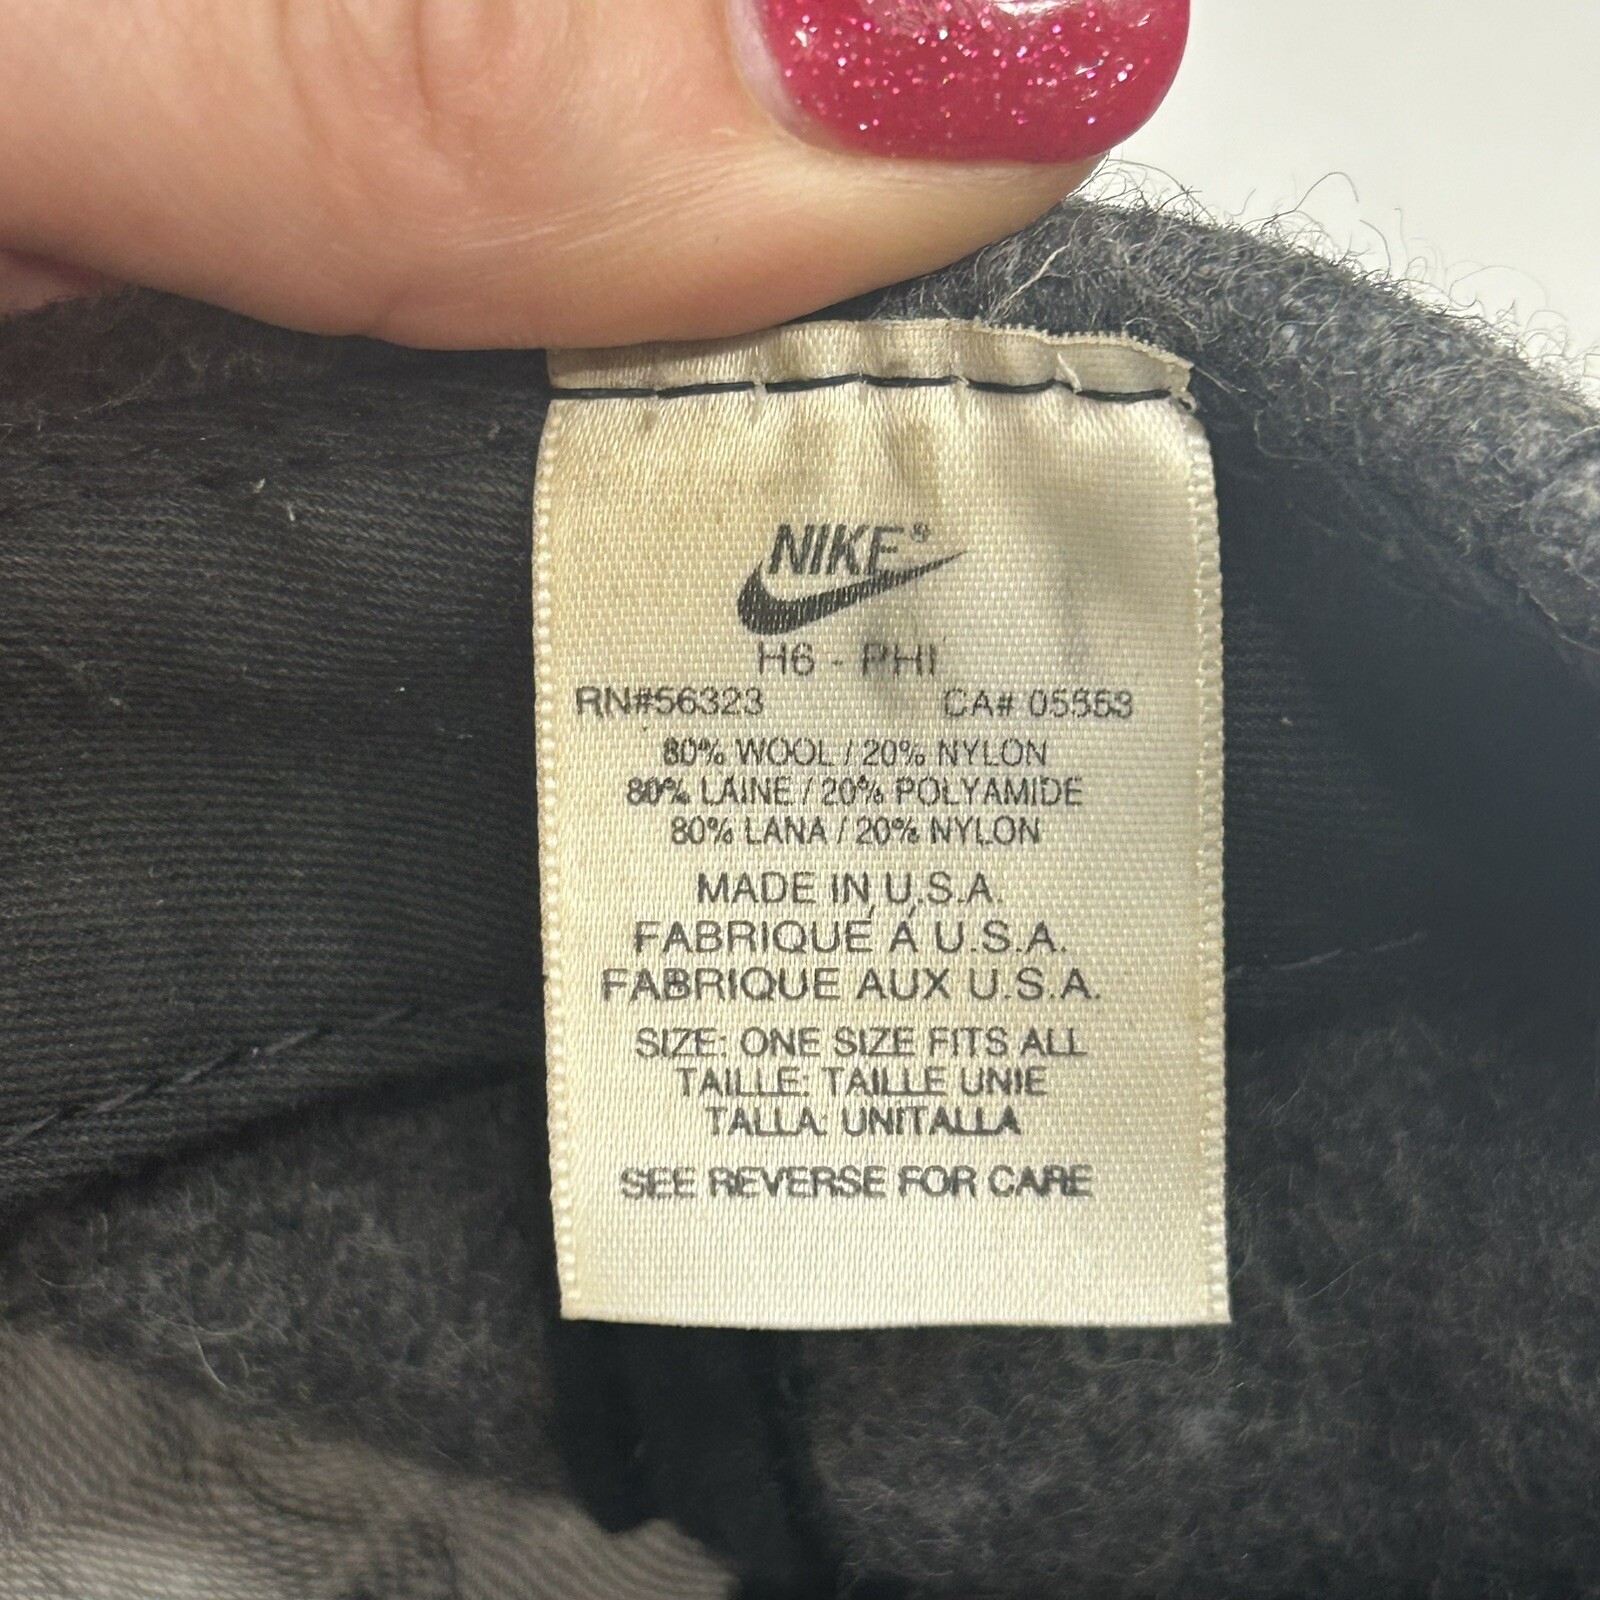 NIKE®
H6 - PHI
RN#56323 CA# 05553
80% WOOL / 20% NYLON
80% LAINE / 20% POLYAMIDE
80% LANA / 20% NYLON
MADE IN U.S.A.
FABRIQUÉ Á U.S.A.
FABRIQUE AUX U.S.A.
SIZE: ONE SIZE FITS ALL
TAILLE: TAILLE UNIE
TALLA: UNITALLA
SEE REVERSE FOR CARE